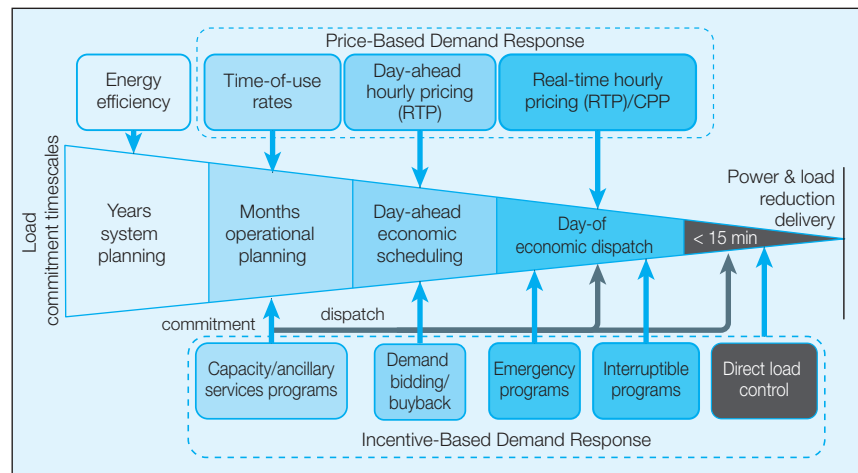 Price-Based Demand Response
Energy
efficiency
Time-of-use
rates
Day-ahead
hourly pricing
(RTP)
Real-time hourly
pricing (RTP)/CPP
Load
commitment timescales
Years
system
planning
Months
operational
planning
Day-ahead
economic
scheduling
Day-of
economic dispatch
< 15 min
Power & load
reduction
delivery
commitment
dispatch
Capacity/ancillary
services programs
Demand
bidding/
buyback
Emergency
programs
Interruptible
programs
Direct load
control
Incentive-Based Demand Response